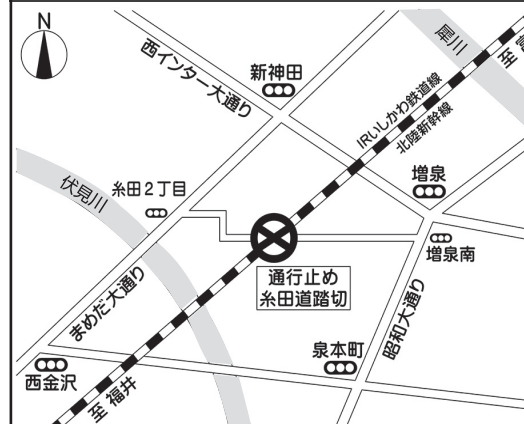 N
西インター大通り
新神田
IRいしかわ鉄道線
北陸新幹線
至
増泉
伏見川
糸田2丁目
増泉南
通行止め
糸田道踏切
まめだ大通り
昭和大通り
西金沢
泉本町
至 福井